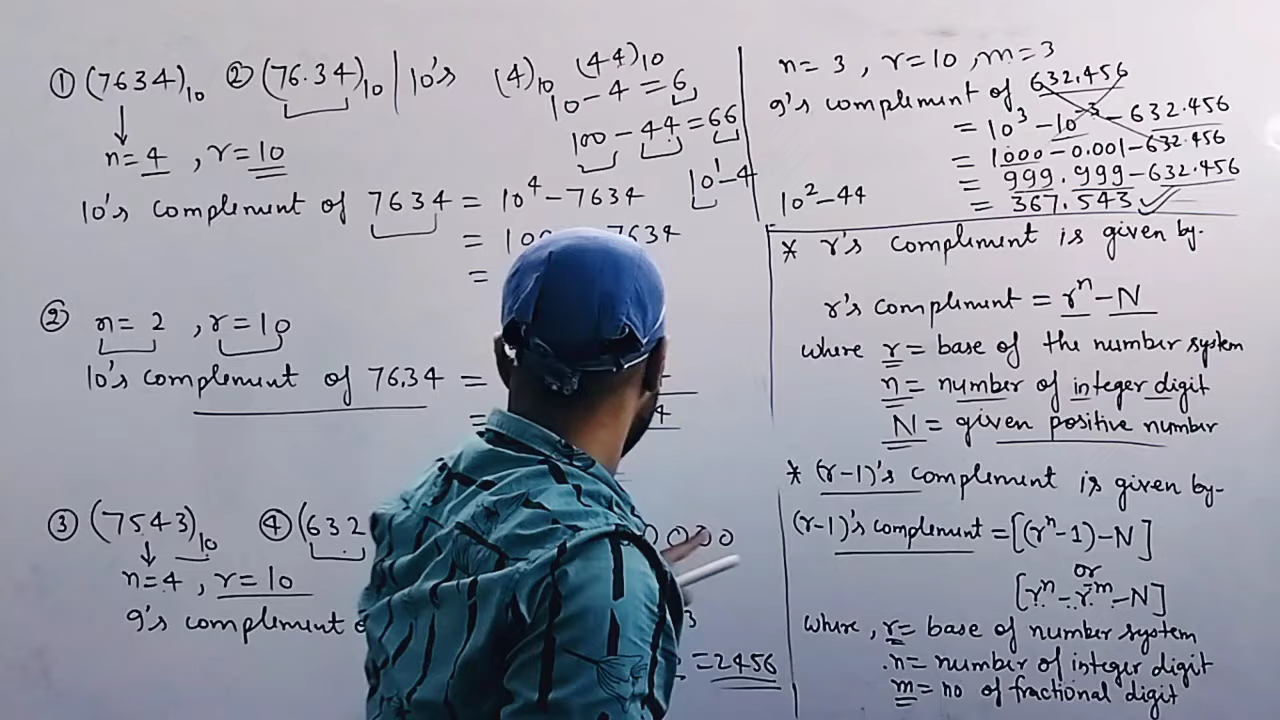 ① (7634)₁₀ ② (76.34)₁₀ | 10's (4)₁₀ (44)₁₀
10 - 4 = 6
100 - 44 = 66
n = 4 , r = 10
10¹ - 4
10's complement of 7634 = 10⁴ - 7634
= 100 7634
=
② n = 2 , r = 10
10's complement of 76.34 =
=
③ (7543)₁₀ ④ (632
n = 4 , r = 10
9's complement
= 2456
n = 3 , r = 10 , m = 3
9's complement of 632.456
= 10³ - 10⁻³ - 632.456
= 1000 - 0.001 - 632.456
= 999.999 - 632.456
= 367.543 ✓
10² - 44
* r's complement is given by-
r's complement = rⁿ - N
where r = base of the number system
n = number of integer digit
N = given positive number
* (r-1)'s complement is given by-
(r-1)'s complement = [(rⁿ - 1) - N]
or
[rⁿ - r⁻ᵐ - N]
where, r = base of number system
n = number of integer digit
m = no of fractional digit